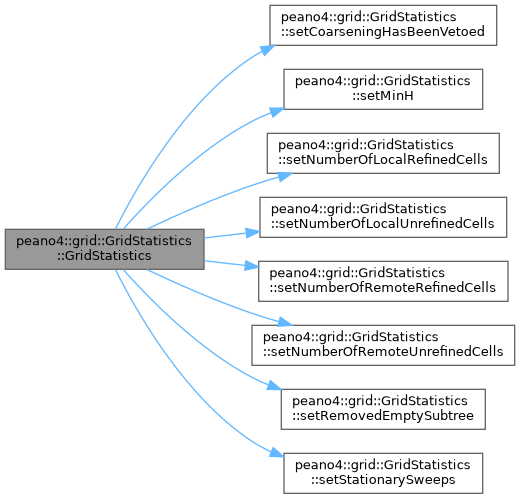 peano4::grid::GridStatistics
::setCoarseningHasBeenVetoed
peano4::grid::GridStatistics
::setMinH
peano4::grid::GridStatistics
::setNumberOfLocalRefinedCells
peano4::grid::GridStatistics
::setNumberOfLocalUnrefinedCells
peano4::grid::GridStatistics
::GridStatistics
peano4::grid::GridStatistics
::setNumberOfRemoteRefinedCells
peano4::grid::GridStatistics
::setNumberOfRemoteUnrefinedCells
peano4::grid::GridStatistics
::setRemovedEmptySubtree
peano4::grid::GridStatistics
::setStationarySweeps